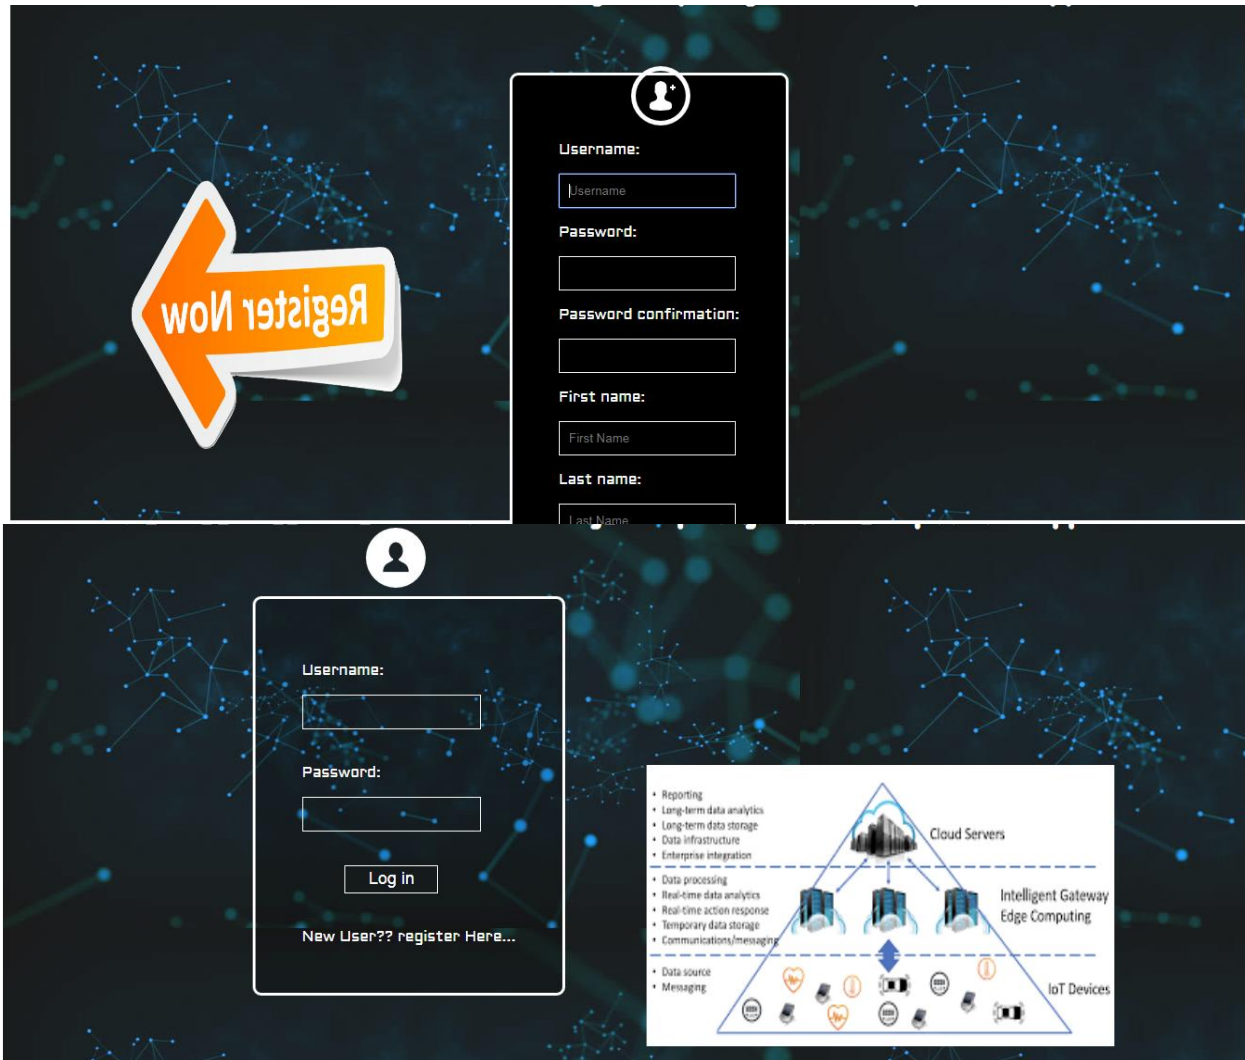 Username:
Username
Password:
Password confirmation:
First name:
First Name
Last name:
Last Name
Register Now
Username:
Password:
Log in
New User?? register Here...
• Reporting
• Long-term data analytics
• Long-term data storage
• Data infrastructure
• Enterprise integration
Cloud Servers
• Data processing
• Real-time data analytics
• Real-time action response
• Temporary data storage
• Communications/messaging
Intelligent Gateway
Edge Computing
• Data source
• Messaging
IoT Devices